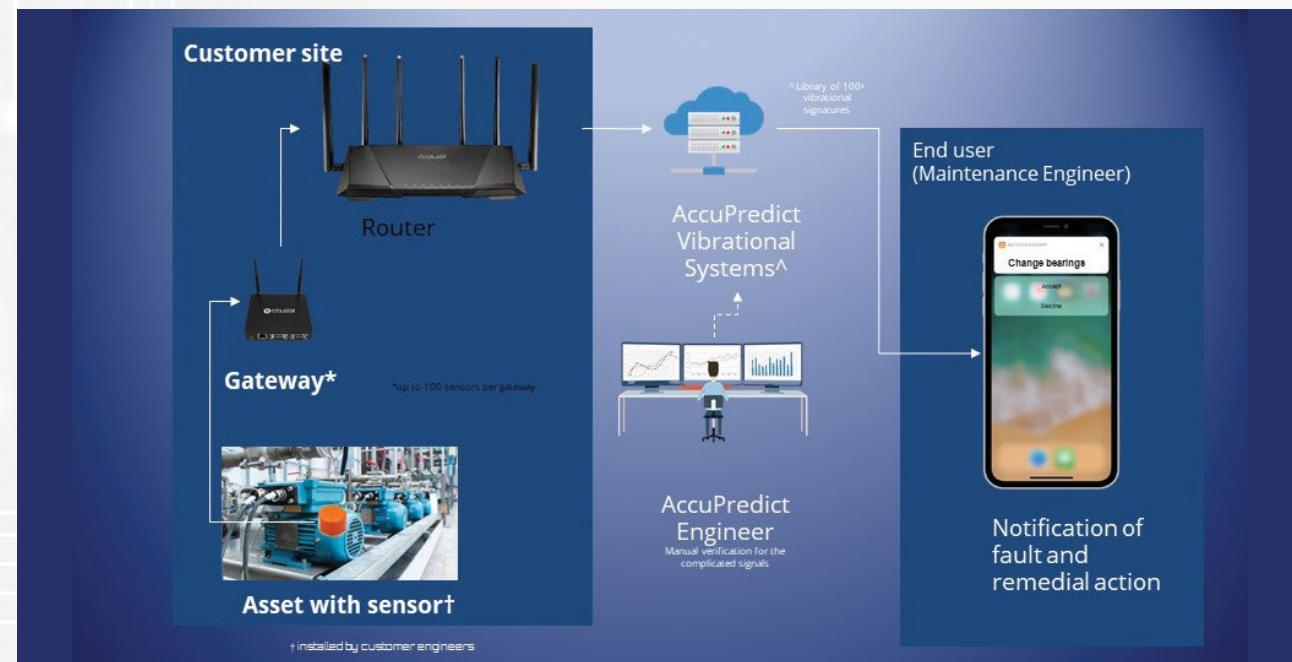 Customer site
Router
robustel
Gateway*
*up to 100 sensors per gateway
Asset with sensor†
† installed by customer engineers
^ Library of 100+
vibrational
signatures
AccuPredict
Vibrational
Systems^
AccuPredict
Engineer
Manual verification for the
complicated signals
End user
(Maintenance Engineer)
Change bearings
Accept
Decline
Notification of
fault and
remedial action